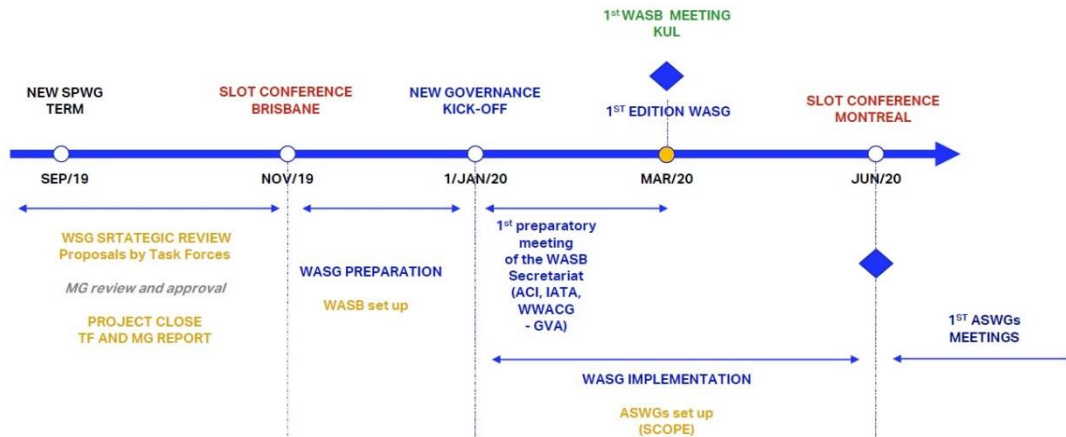 1st WASB MEETING
KUL
NEW SPWG
TERM
SLOT CONFERENCE
BRISBANE
NEW GOVERNANCE
KICK-OFF
1ST EDITION WASG
SLOT CONFERENCE
MONTREAL
SEP/19
NOV/19
1/JAN/20
MAR/20
JUN/20
WSG SRTATEGIC REVIEW
Proposals by Task Forces
MG review and approval
PROJECT CLOSE
TF AND MG REPORT
WASG PREPARATION
WASB set up
1st preparatory
meeting
of the WASB
Secretariat
(ACI, IATA,
WWACG
- GVA)
1ST ASWGs
MEETINGS
WASG IMPLEMENTATION
ASWGs set up
(SCOPE)